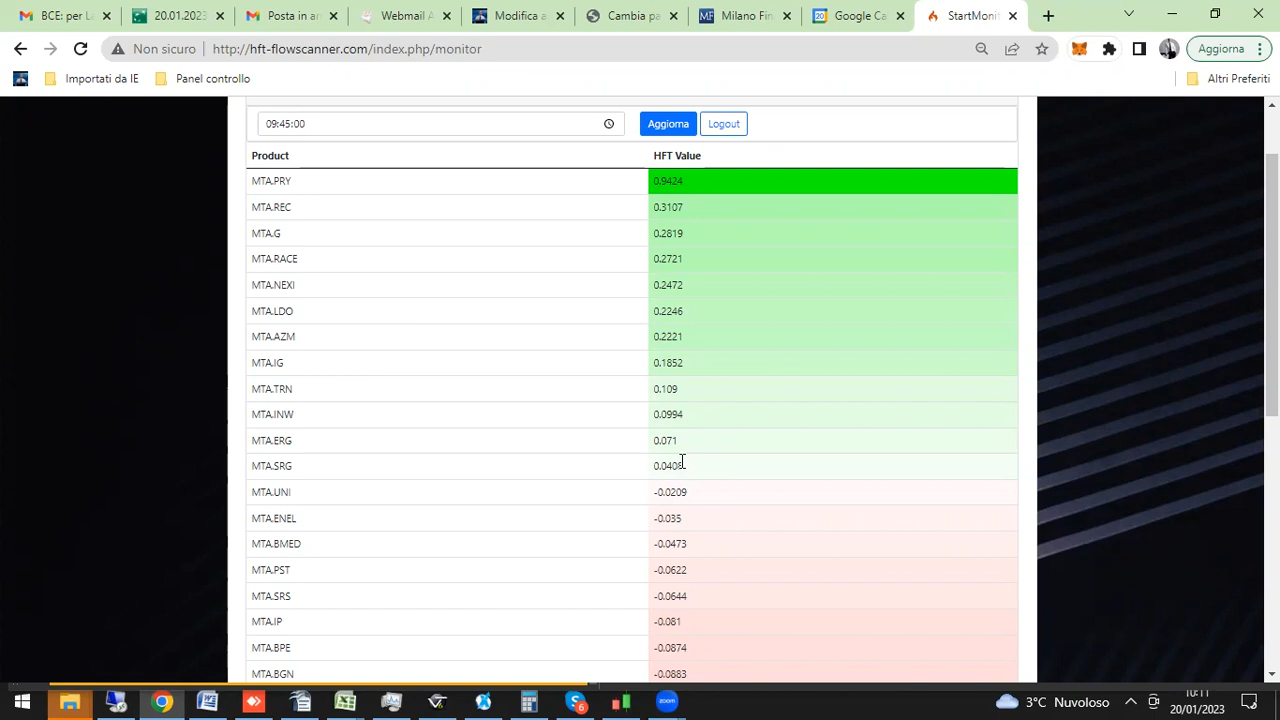 BCE: per La
20.01.2023
Posta in ar
Webmail A
Modifica a
Cambia pa
Milano Fin
Google Ca
StartMonit
Non sicuro
http://hft-flowscanner.com/index.php/monitor
Aggiorna
Importati da IE
Panel controllo
Altri Preferiti
09:45:00
Aggiorna
Logout
Product HFT Value
MTA.PRY 0.9424
MTA.REC 0.3107
MTA.G 0.2819
MTA.RACE 0.2721
MTA.NEXI 0.2472
MTA.LDO 0.2246
MTA.AZM 0.2221
MTA.IG 0.1852
MTA.TRN 0.109
MTA.INW 0.0994
MTA.ERG 0.071
MTA.SRG
MTA.UNI -0.0209
MTA.ENEL -0.035
MTA.BMED -0.0473
MTA.PST -0.0622
MTA.SRS -0.0644
MTA.IP -0.081
MTA.BPE -0.0874
MTA.BGN -0.0883
3°C Nuvoloso
10:11
20/01/2023